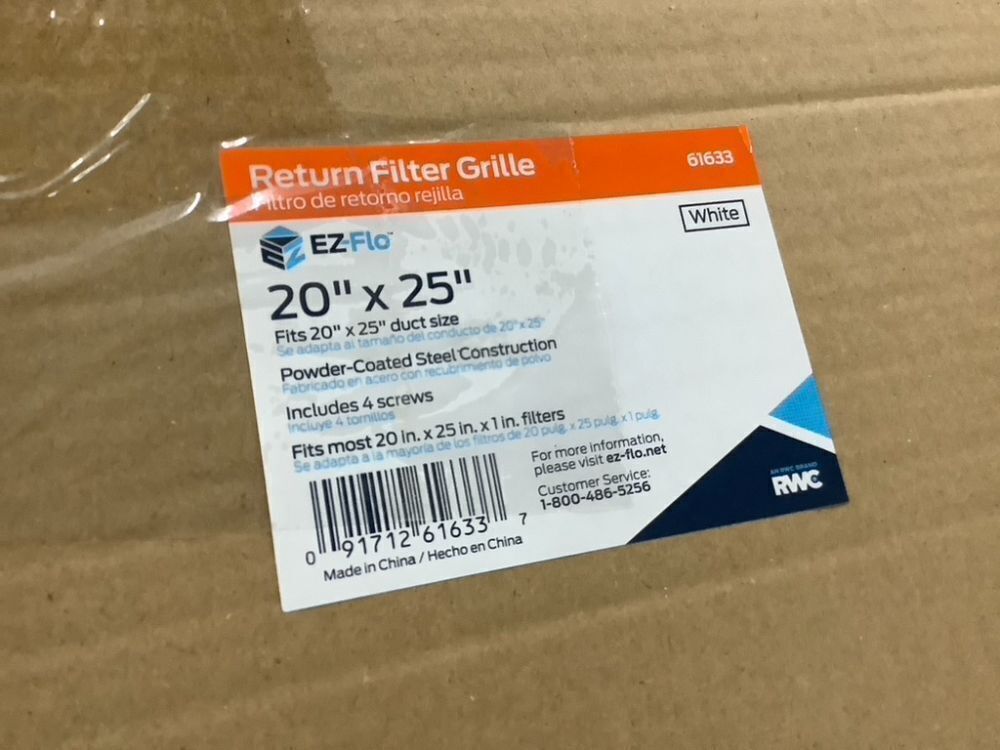 Return Filter Grille
61633
Filtro de retorno rejilla
White
EZ-Flo™
20" x 25"
Fits 20" x 25" duct size
Se adapta al tamaño del conducto de 20" x 25"
Powder-Coated Steel Construction
Fabricado en acero con recubrimiento de polvo
Includes 4 screws
Incluye 4 tornillos
Fits most 20 in. x 25 in. x 1 in. filters
Se adapta a la mayoría de los filtros de 20 pulg. x 25 pulg. x 1 pulg.
For more information,
please visit ez-flo.net
Customer Service:
1-800-486-5256
AN RWC BRAND
RWC
0 91712 61633 7
Made in China / Hecho en China